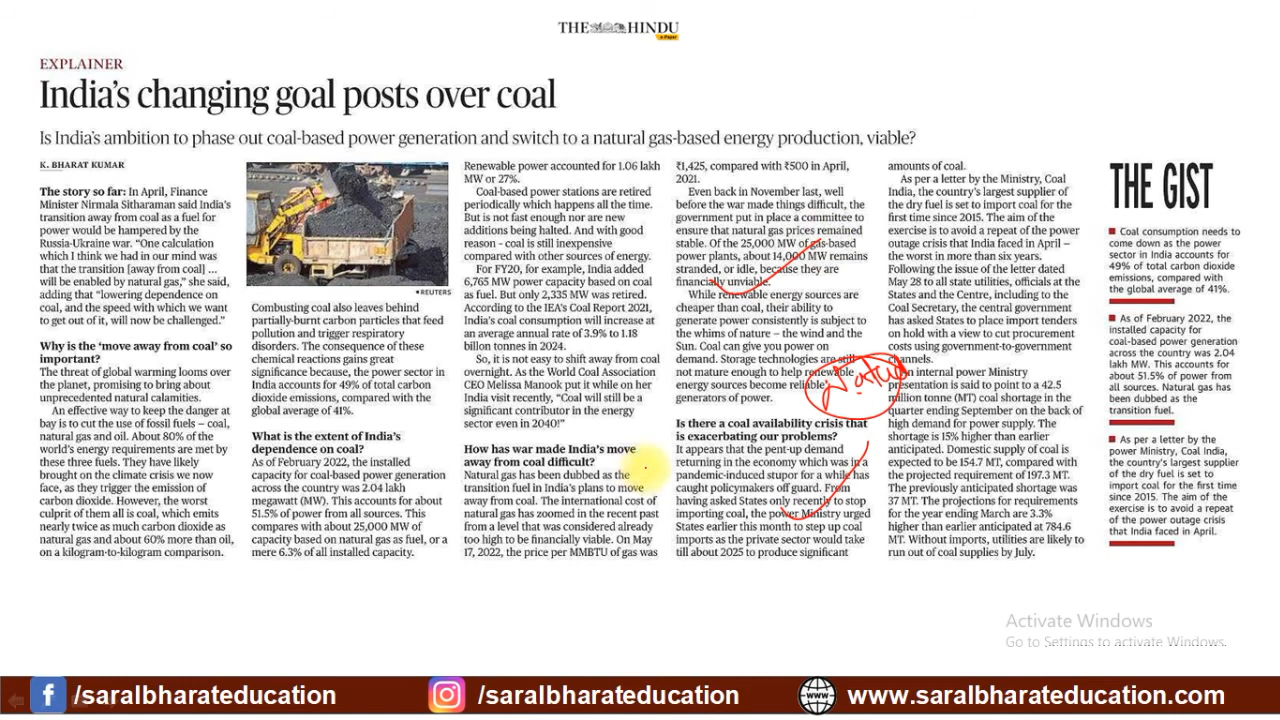 THE HINDU
e-Paper
EXPLAINER
India's changing goal posts over coal
Is India's ambition to phase out coal-based power generation and switch to a natural gas-based energy production, viable?
K. BHARAT KUMAR
The story so far: In April, Finance
Minister Nirmala Sitharaman said India's
transition away from coal as a fuel for
power would be hampered by the
Russia-Ukraine war. “One calculation
which I think we had in our mind was
that the transition [away from coal] ...
will be enabled by natural gas,” she said,
adding that “lowering dependence on
coal, and the speed with which we want
to get out of it, will now be challenged.”
Why is the ‘move away from coal’ so
important?
The threat of global warming looms over
the planet, promising to bring about
unprecedented natural calamities.
An effective way to keep the danger at
bay is to cut the use of fossil fuels – coal,
natural gas and oil. About 80% of the
world's energy requirements are met by
these three fuels. They have likely
brought on the climate crisis we now
face, as they trigger the emission of
carbon dioxide. However, the worst
culprit of them all is coal, which emits
nearly twice as much carbon dioxide as
natural gas and about 60% more than oil,
on a kilogram-to-kilogram comparison.
REUTERS
Combusting coal also leaves behind
partially-burnt carbon particles that feed
pollution and trigger respiratory
disorders. The consequence of these
chemical reactions gains great
significance because, the power sector in
India accounts for 49% of total carbon
dioxide emissions, compared with the
global average of 41%.
What is the extent of India's
dependence on coal?
As of February 2022, the installed
capacity for coal-based power generation
across the country was 2.04 lakh
megawatt (MW). This accounts for about
51.5% of power from all sources. This
compares with about 25,000 MW of
capacity based on natural gas as fuel, or a
mere 6.3% of all installed capacity.
Renewable power accounted for 1.06 lakh
MW or 27%.
Coal-based power stations are retired
periodically which happens all the time.
But is not fast enough nor are new
additions being halted. And with good
reason - coal is still inexpensive
compared with other sources of energy.
For FY20, for example, India added
6,765 MW power capacity based on coal
as fuel. But only 2,335 MW was retired.
According to the IEA's Coal Report 2021,
India's coal consumption will increase at
an average annual rate of 3.9% to 1.18
billon tonnes in 2024.
So, it is not easy to shift away from coal
overnight. As the World Coal Association
CEO Melissa Manook put it while on her
India visit recently, “Coal will still be a
significant contributor in the energy
sector even in 2040!”
How has war made India's move
away from coal difficult?
Natural gas has been dubbed as the
transition fuel in India's plans to move
away from coal. The international cost of
natural gas has zoomed in the recent past
from a level that was considered already
too high to be financially viable. On May
17, 2022, the price per MMBTU of gas was
₹1,425, compared with ₹500 in April,
2021.
Even back in November last, well
before the war made things difficult, the
government put in place a committee to
ensure that natural gas prices remained
stable. Of the 25,000 MW of gas-based
power plants, about 14,000 MW remains
stranded, or idle, because they are
financially unviable.
While renewable energy sources are
cheaper than coal, their ability to
generate power consistently is subject to
the whims of nature – the wind and the
Sun. Coal can give you power on
demand. Storage technologies are still
not mature enough to help renewable
energy sources become reliable
generators of power.
Is there a coal availability crisis that
is exacerbating our problems?
It appears that the pent-up demand
returning in the economy which was in a
pandemic-induced stupor for a while has
caught policymakers off guard. From
having asked States only recently to stop
importing coal, the power Ministry urged
States earlier this month to step up coal
imports as the private sector would take
till about 2025 to produce significant
amounts of coal.
As per a letter by the Ministry, Coal
India, the country's largest supplier of
the dry fuel is set to import coal for the
first time since 2015. The aim of the
exercise is to avoid a repeat of the power
outage crisis that India faced in April –
the worst in more than six years.
Following the issue of the letter dated
May 28 to all state utilities, officials at the
States and the Centre, including to the
Coal Secretary, the central government
has asked States to place import tenders
on hold with a view to cut procurement
costs using government-to-government
channels.
An internal power Ministry
presentation is said to point to a 42.5
million tonne (MT) coal shortage in the
quarter ending September on the back of
high demand for power supply. The
shortage is 15% higher than earlier
anticipated. Domestic supply of coal is
expected to be 154.7 MT, compared with
the projected requirement of 197.3 MT.
The previously anticipated shortage was
37 MT. The projections for requirements
for the year ending March are 3.3%
higher than earlier anticipated at 784.6
MT. Without imports, utilities are likely to
run out of coal supplies by July.
THE GIST
Coal consumption needs to
come down as the power
sector in India accounts for
49% of total carbon dioxide
emissions, compared with
the global average of 41%.
As of February 2022, the
installed capacity for
coal-based power generation
across the country was 2.04
lakh MW. This accounts for
about 51.5% of power from
all sources. Natural gas has
been dubbed as the
transition fuel.
As per a letter by the
power Ministry, Coal India,
the country's largest supplier
of the dry fuel is set to
import coal for the first time
since 2015. The aim of the
exercise is to avoid a repeat
of the power outage crisis
that India faced in April.
Activate Windows
Go to Settings to activate Windows.
/saralbharateducation
/saralbharateducation
www.saralbharateducation.com